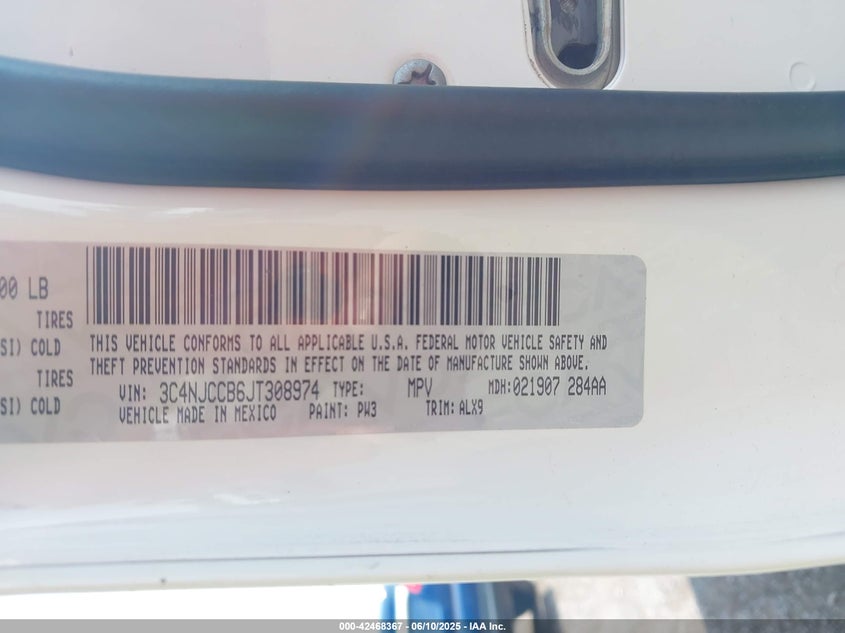 00 LB
TIRES
SI) COLD
TIRES
SI) COLD
THIS VEHICLE CONFORMS TO ALL APPLICABLE U.S.A. FEDERAL MOTOR VEHICLE SAFETY AND
THEFT PREVENTION STANDARDS IN EFFECT ON THE DATE OF MANUFACTURE SHOWN ABOVE.
VIN: 3C4NJCCB6JT308974 TYPE: MPV MDH:021907 284AA
VEHICLE MADE IN MEXICO PAINT: PW3 TRIM: ALX9
000-42468367 - 06/10/2025 - IAA Inc.